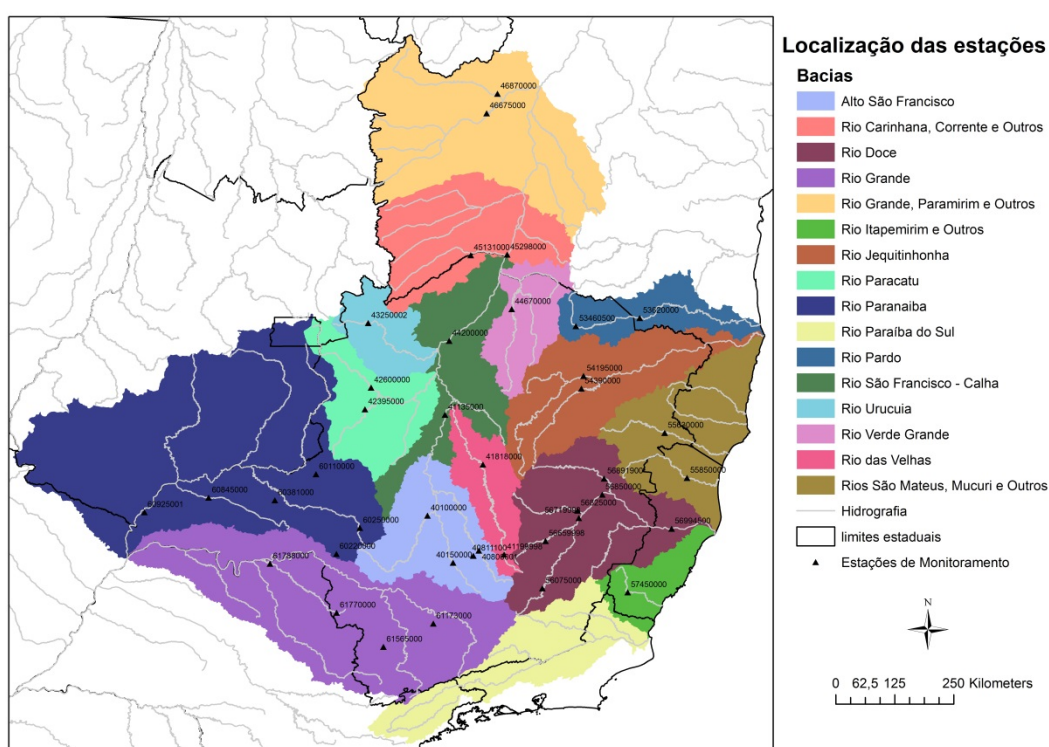 46870000
46675000
45131000
45298000
44670000
43250002
53620000
53460500
44200000
54195000
42600000
54390000
42395000
41135000
55630000
41818000
60110000
55850000
56891900
56850000
60845000
60381000
60925001
40100000
56994500
60250000
60220000
40811100
40150000
61788000
56075000
57450000
61770000
61173000
61565000
Localização das estações
Bacias
Alto São Francisco
Rio Carinhana, Corrente e Outros
Rio Doce
Rio Grande
Rio Grande, Paramirim e Outros
Rio Itapemirim e Outros
Rio Jequitinhonha
Rio Paracatu
Rio Paranaiba
Rio Paraíba do Sul
Rio Pardo
Rio São Francisco - Calha
Rio Urucuia
Rio Verde Grande
Rio das Velhas
Rios São Mateus, Mucuri e Outros
Hidrografia
limites estaduais
Estações de Monitoramento
N
0 62,5 125 250 Kilometers